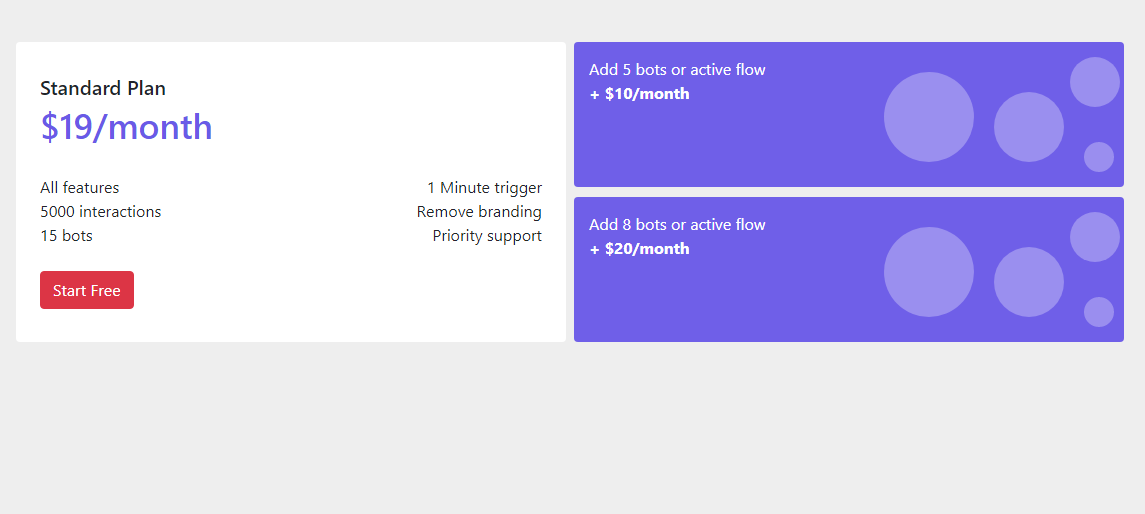 Standard Plan
$19/month
All features
5000 interactions
15 bots
1 Minute trigger
Remove branding
Priority support
Start Free
Add 5 bots or active flow
+ $10/month
Add 8 bots or active flow
+ $20/month